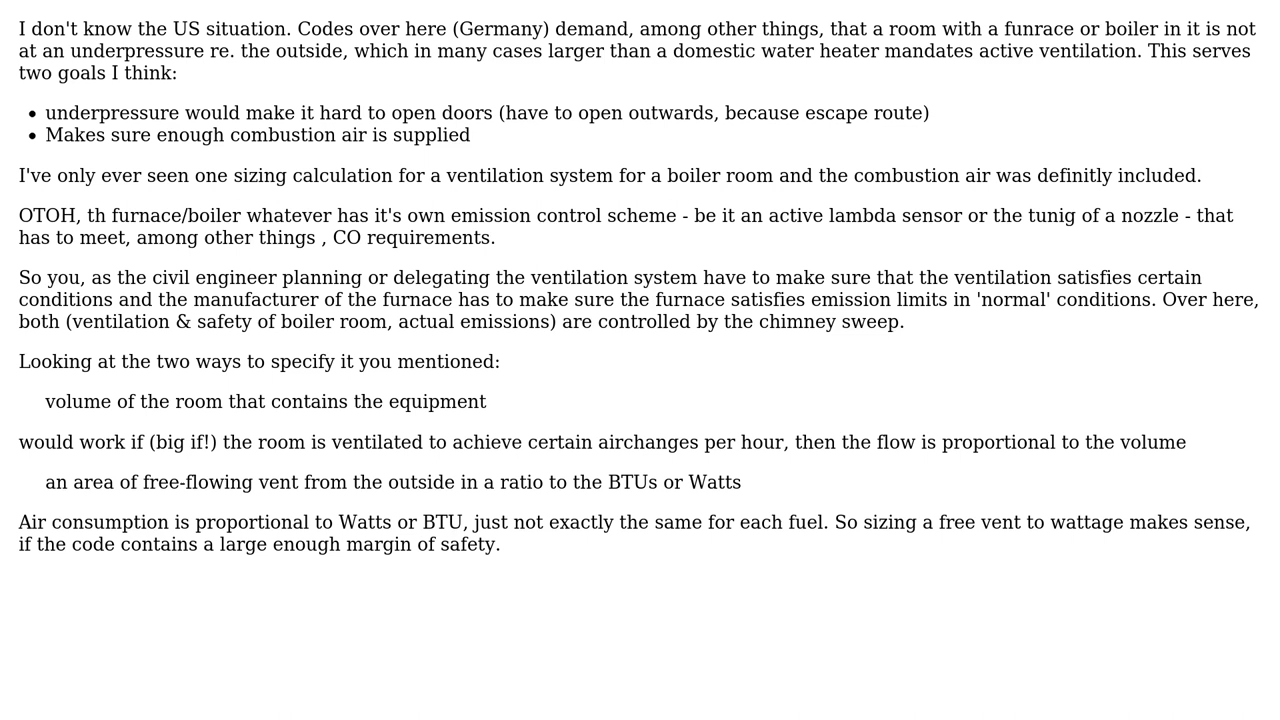 I don't know the US situation. Codes over here (Germany) demand, among other things, that a room with a funrace or boiler in it is not
at an underpressure re. the outside, which in many cases larger than a domestic water heater mandates active ventilation. This serves
two goals I think:
• underpressure would make it hard to open doors (have to open outwards, because escape route)
• Makes sure enough combustion air is supplied
I've only ever seen one sizing calculation for a ventilation system for a boiler room and the combustion air was definitly included.
OTOH, th furnace/boiler whatever has it's own emission control scheme - be it an active lambda sensor or the tunig of a nozzle - that
has to meet, among other things , CO requirements.
So you, as the civil engineer planning or delegating the ventilation system have to make sure that the ventilation satisfies certain
conditions and the manufacturer of the furnace has to make sure the furnace satisfies emission limits in 'normal' conditions. Over here,
both (ventilation & safety of boiler room, actual emissions) are controlled by the chimney sweep.
Looking at the two ways to specify it you mentioned:
volume of the room that contains the equipment
would work if (big if!) the room is ventilated to achieve certain airchanges per hour, then the flow is proportional to the volume
an area of free-flowing vent from the outside in a ratio to the BTUs or Watts
Air consumption is proportional to Watts or BTU, just not exactly the same for each fuel. So sizing a free vent to wattage makes sense,
if the code contains a large enough margin of safety.